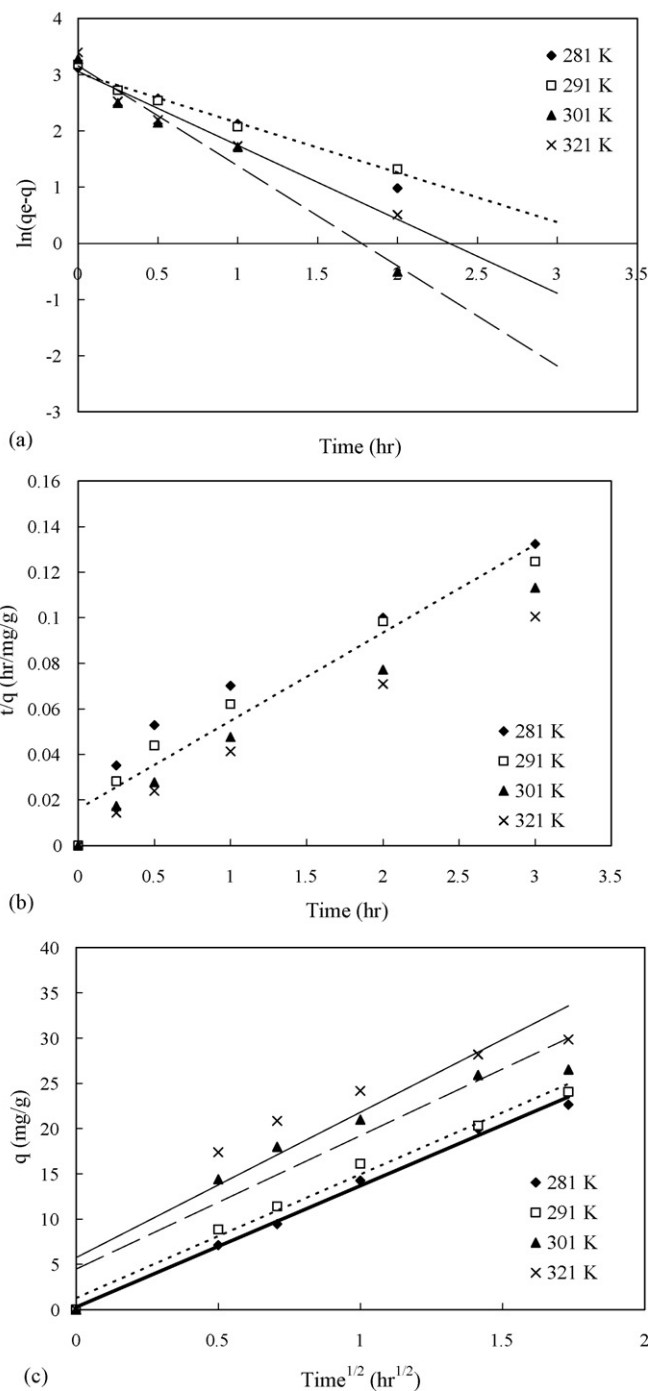 4
3
2
1
0
-1
-2
-3
ln(qe-q)
0 0.5 1 1.5 2 2.5 3 3.5
281 K
291 K
301 K
321 K
(a)
Time (hr)
0.16
0.14
0.12
0.1
0.08
0.06
0.04
0.02
0
t/q (hr/mg/g)
281 K
291 K
301 K
321 K
0 0.5 1 1.5 2 2.5 3 3.5
(b)
Time (hr)
40
35
30
25
20
15
10
5
0
q (mg/g)
281 K
291 K
301 K
321 K
0 0.5 1 1.5 2
(c)
Time^1/2 (hr^1/2)